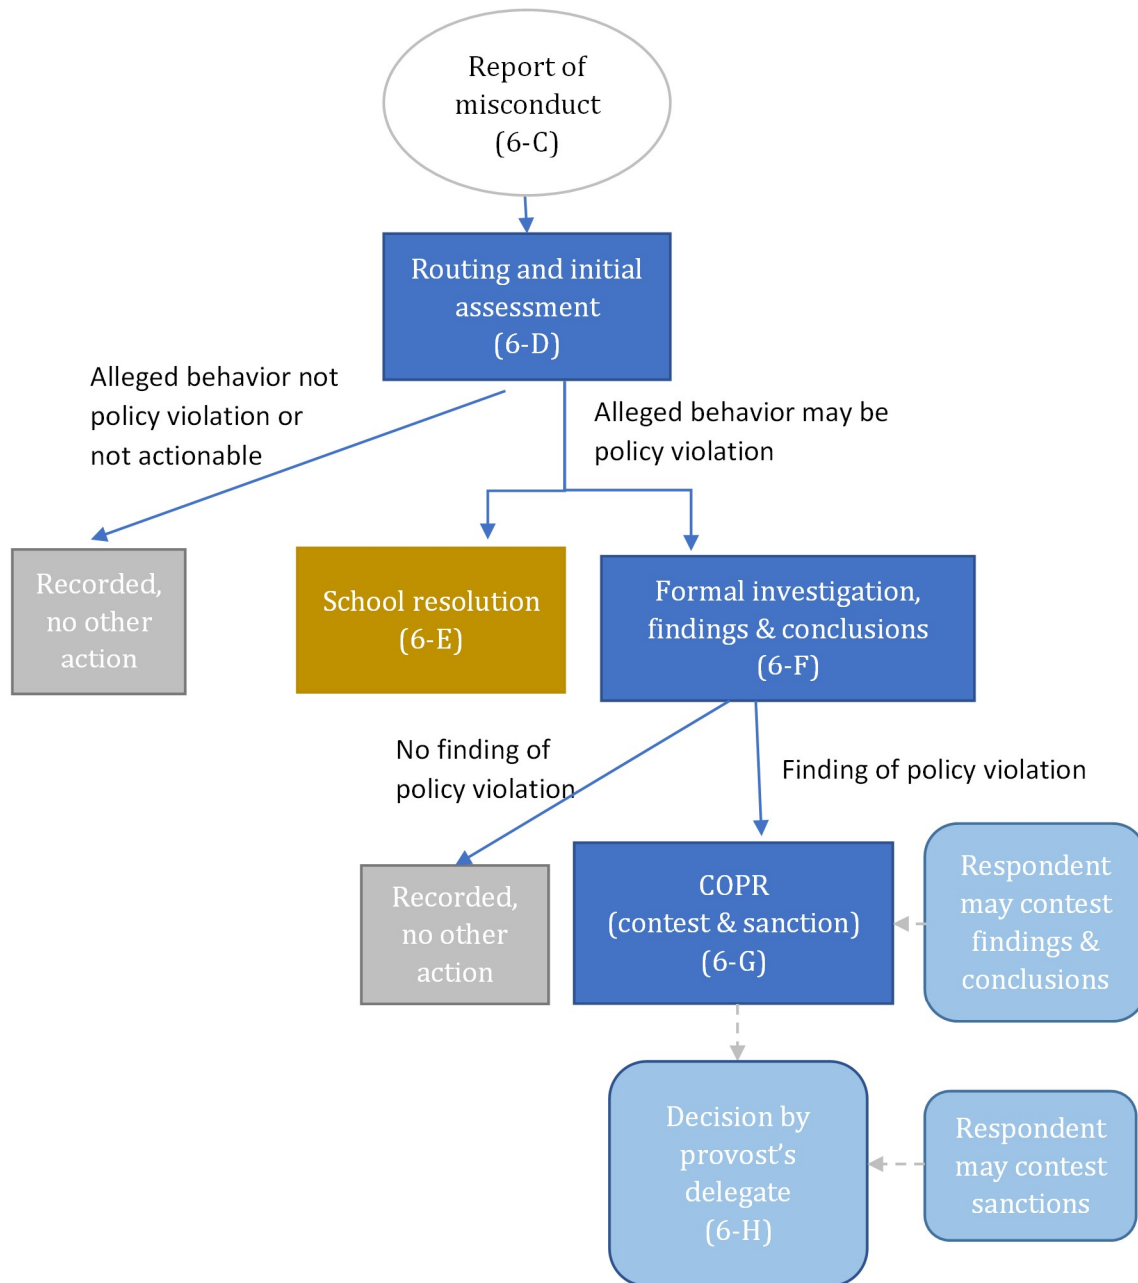 Report of
misconduct
(6-C)
Routing and initial
assessment
(6-D)
Alleged behavior not
policy violation or
not actionable
Alleged behavior may be
policy violation
Recorded,
no other
action
School resolution
(6-E)
Formal investigation,
findings & conclusions
(6-F)
No finding of
policy violation
Finding of policy violation
Recorded,
no other
action
COPR
(contest & sanction)
(6-G)
Respondent
may contest
findings &
conclusions
Decision by
provost’s
delegate
(6-H)
Respondent
may contest
sanctions